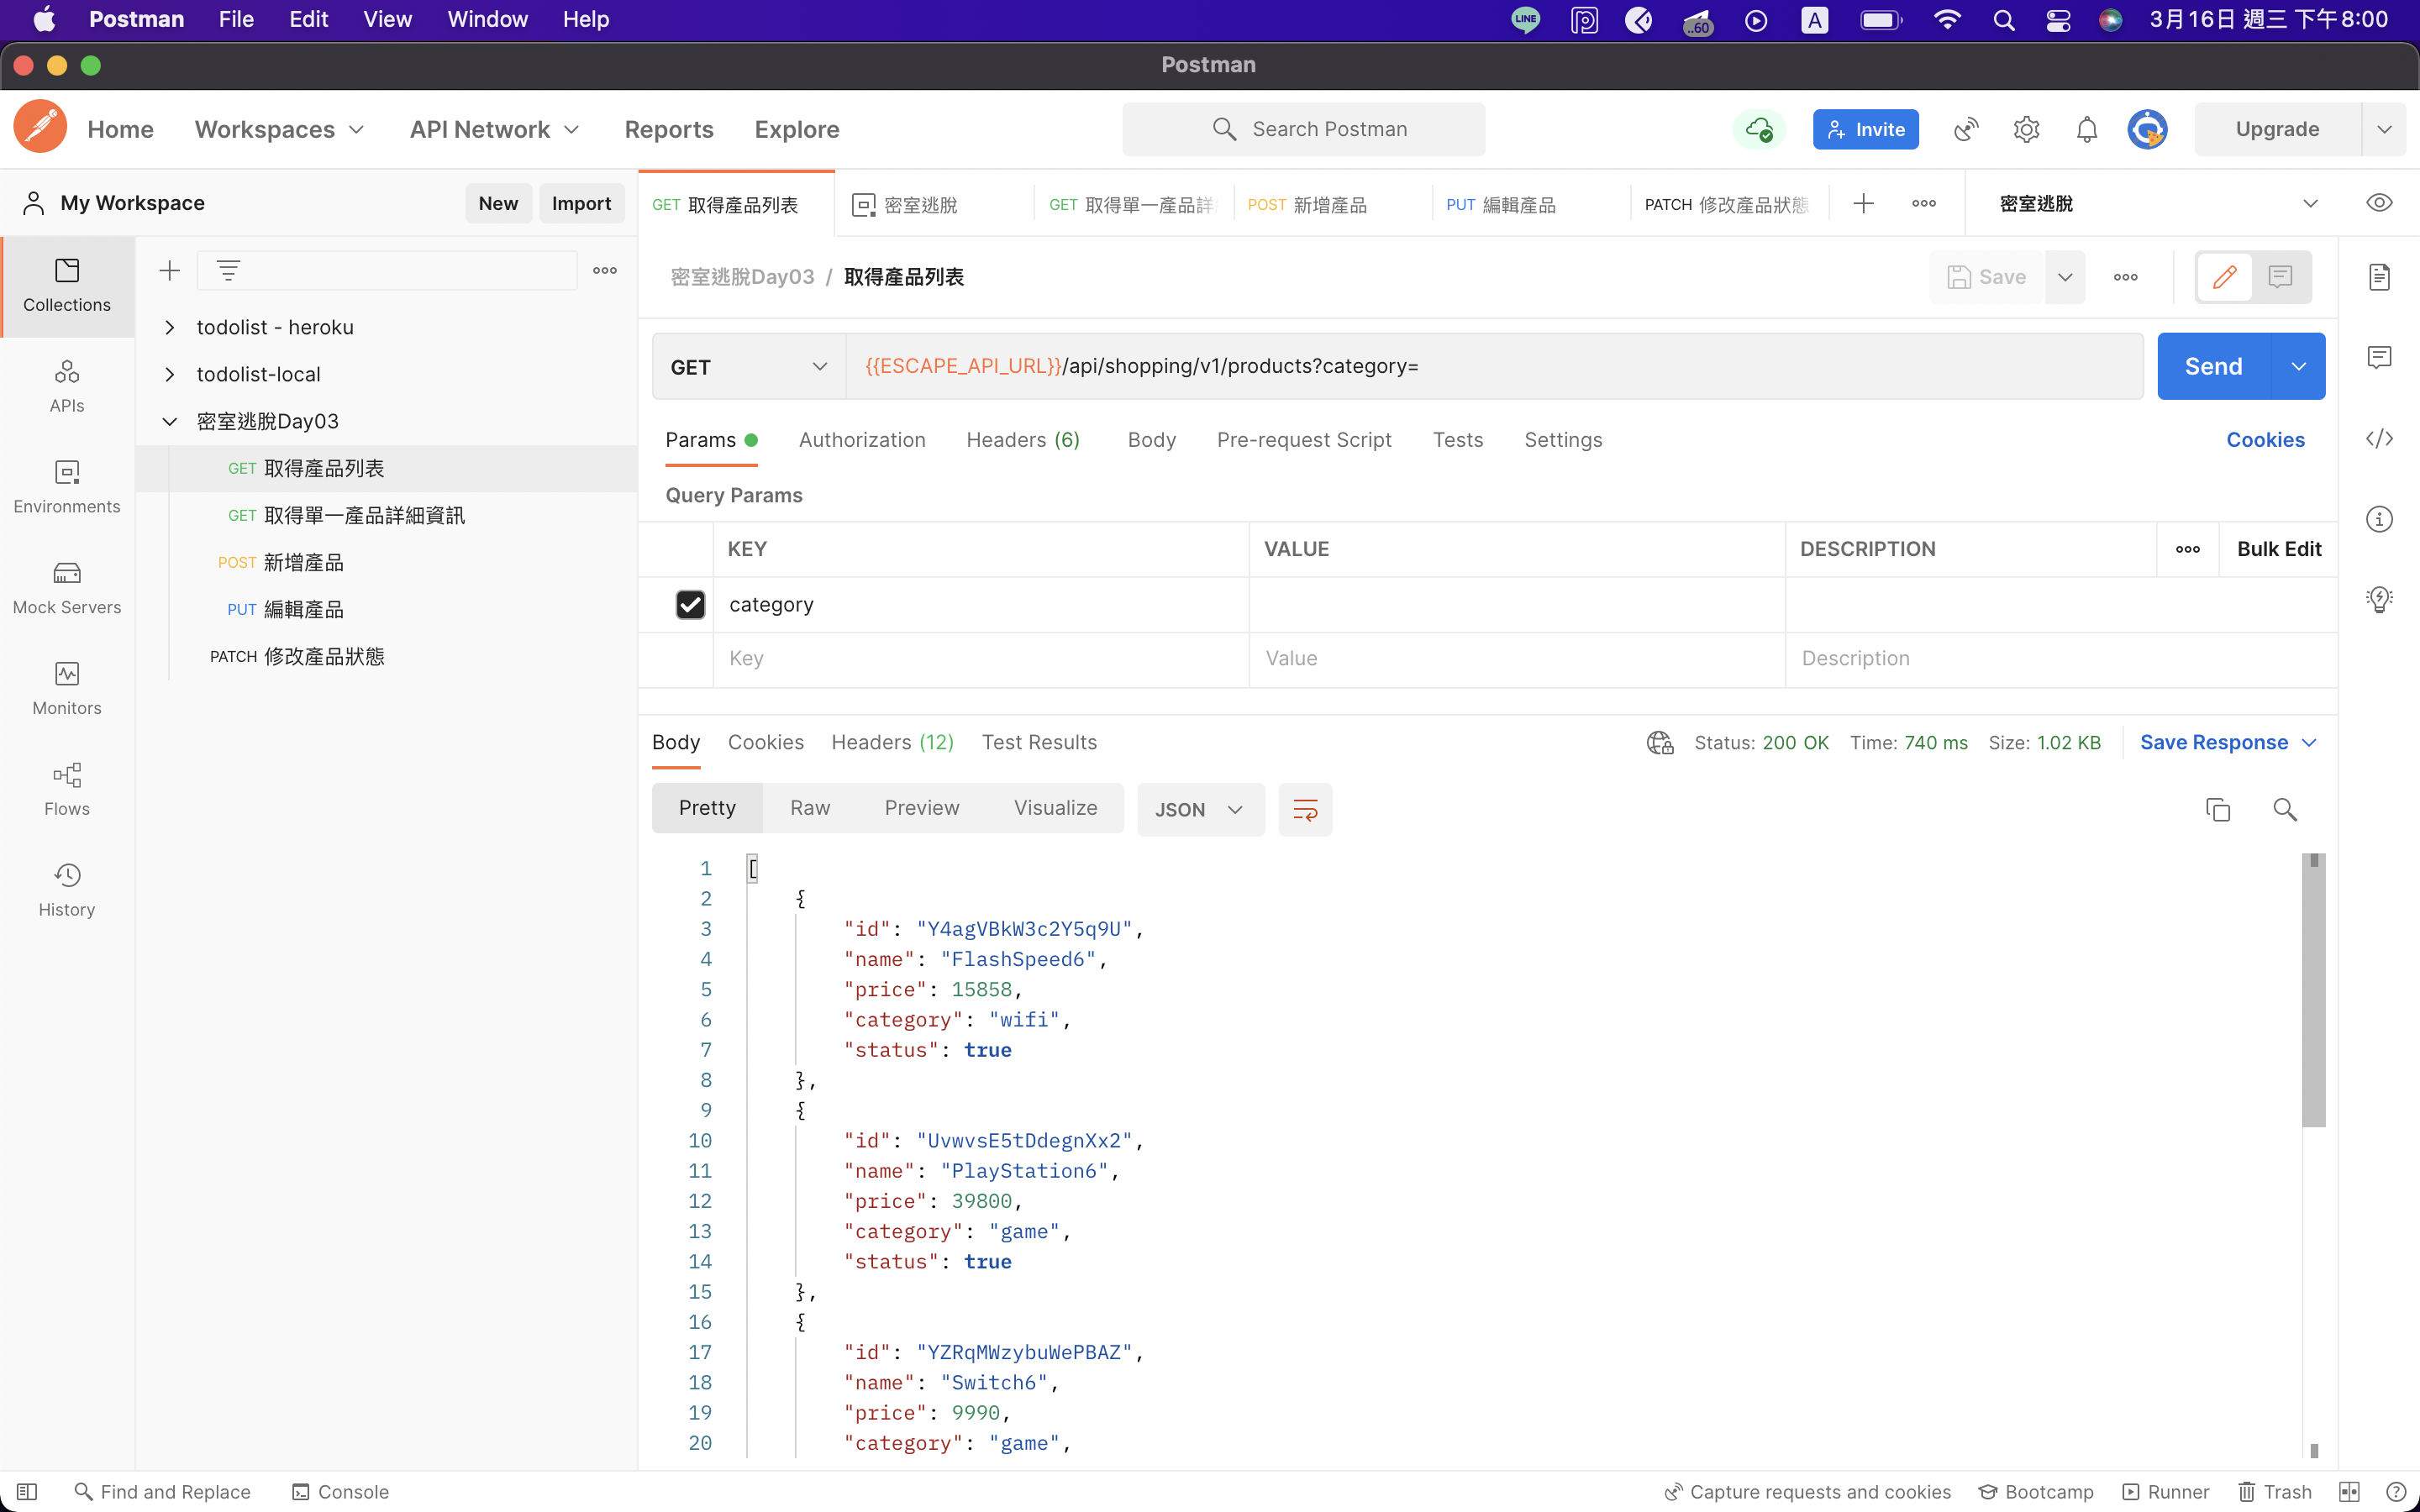 Postman File Edit View Window Help LINE ..60 A 3月16日 週三 下午8:00
Postman
Home Workspaces API Network Reports Explore Search Postman Invite Upgrade
My Workspace New Import GET 取得產品列表 密室逃脫 GET 取得單一產品詳 POST 新增產品 PUT 編輯產品 PATCH 修改產品狀態 密室逃脫
Collections
APIs
Environments
Mock Servers
Monitors
Flows
History
todolist - heroku
todolist-local
密室逃脫Day03
GET 取得產品列表
GET 取得單一產品詳細資訊
POST 新增產品
PUT 編輯產品
PATCH 修改產品狀態
密室逃脫Day03 / 取得產品列表 Save
GET {{ESCAPE_API_URL}}/api/shopping/v1/products?category= Send
Params Authorization Headers (6) Body Pre-request Script Tests Settings Cookies
Query Params
KEY VALUE DESCRIPTION Bulk Edit
category
Key Value Description
Body Cookies Headers (12) Test Results Status: 200 OK Time: 740 ms Size: 1.02 KB Save Response
Pretty Raw Preview Visualize JSON
1 [
2 {
3 "id": "Y4agVBkW3c2Y5q9U",
4 "name": "FlashSpeed6",
5 "price": 15858,
6 "category": "wifi",
7 "status": true
8 },
9 {
10 "id": "UvwvsE5tDdegnXx2",
11 "name": "PlayStation6",
12 "price": 39800,
13 "category": "game",
14 "status": true
15 },
16 {
17 "id": "YZRqMWzybuWePBAZ",
18 "name": "Switch6",
19 "price": 9990,
20 "category": "game",
Find and Replace Console Capture requests and cookies Bootcamp Runner Trash